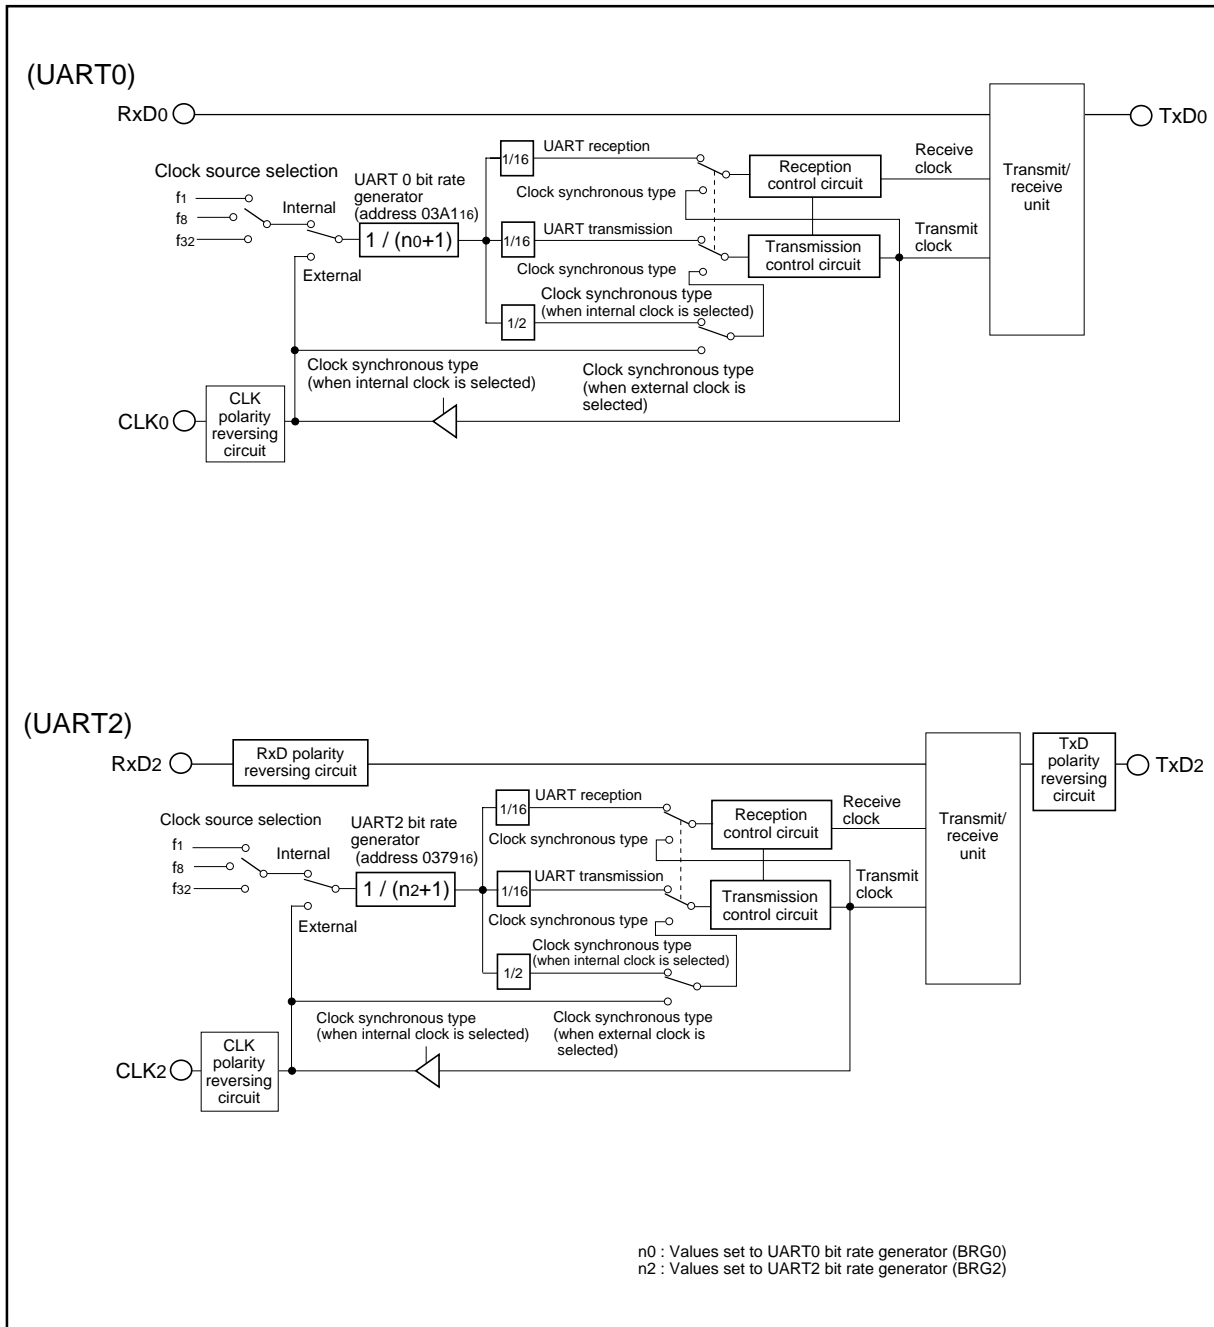 (UART0)
RxD0
TxD0
Clock source selection
f1
f8
f32
Internal
External
UART 0 bit rate
generator
(address 03A116)
1 / (n0+1)
1/16
UART reception
Clock synchronous type
1/16
UART transmission
Clock synchronous type
1/2
Clock synchronous type
(when internal clock is selected)
Reception
control circuit
Receive
clock
Transmission
control circuit
Transmit
clock
Transmit/
receive
unit
Clock synchronous type
(when internal clock is selected)
Clock synchronous type
(when external clock is
selected)
CLK0
CLK
polarity
reversing
circuit
(UART2)
RxD2
RxD polarity
reversing circuit
TxD
polarity
reversing
circuit
TxD2
Clock source selection
f1
f8
f32
Internal
External
UART2 bit rate
generator
(address 037916)
1 / (n2+1)
1/16
UART reception
Clock synchronous type
1/16
UART transmission
Clock synchronous type
1/2
Clock synchronous type
(when internal clock is selected)
Reception
control circuit
Receive
clock
Transmission
control circuit
Transmit
clock
Transmit/
receive
unit
Clock synchronous type
(when internal clock is selected)
Clock synchronous type
(when external clock is
selected)
CLK2
CLK
polarity
reversing
circuit
n0 : Values set to UART0 bit rate generator (BRG0)
n2 : Values set to UART2 bit rate generator (BRG2)